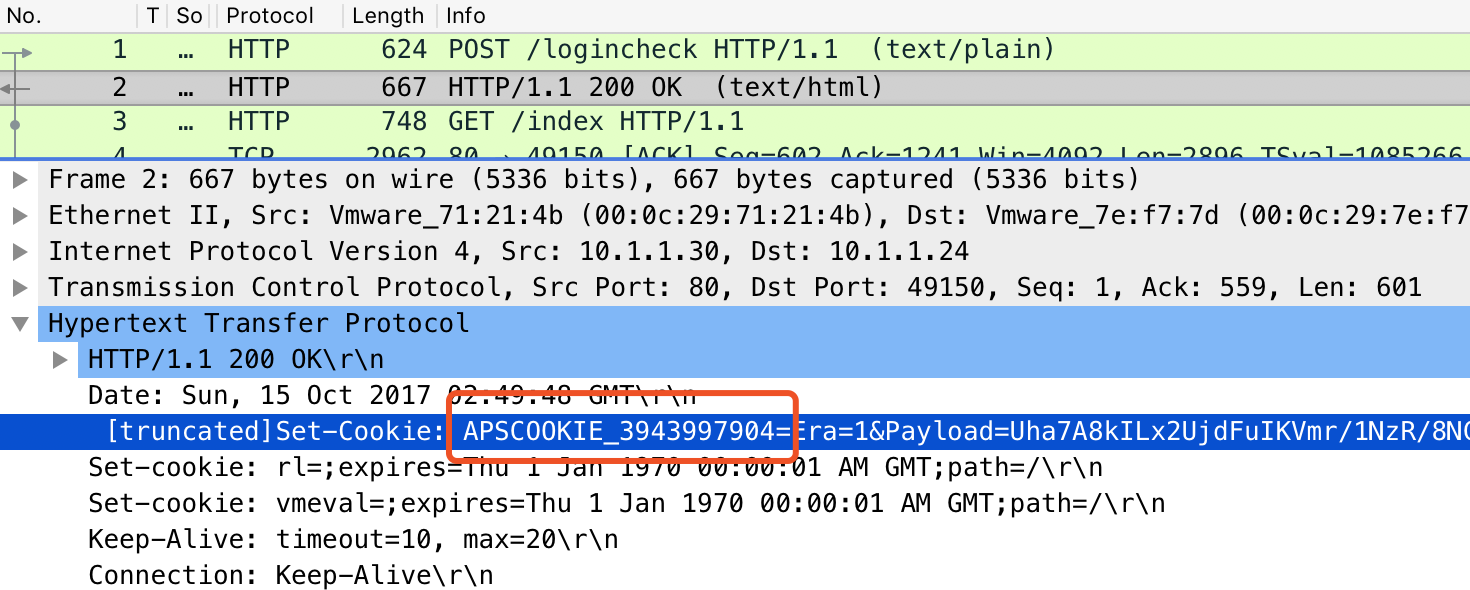 No. T So Protocol Length Info
1 … HTTP 624 POST /logincheck HTTP/1.1 (text/plain)
2 … HTTP 667 HTTP/1.1 200 OK (text/html)
3 … HTTP 748 GET /index HTTP/1.1
4 TCP 2962 80 → 49150 [ACK] Seq=602 Ack=1241 Win=4092 Len=2896 TSval=1085266
Frame 2: 667 bytes on wire (5336 bits), 667 bytes captured (5336 bits)
Ethernet II, Src: Vmware_71:21:4b (00:0c:29:71:21:4b), Dst: Vmware_7e:f7:7d (00:0c:29:7e:f7
Internet Protocol Version 4, Src: 10.1.1.30, Dst: 10.1.1.24
Transmission Control Protocol, Src Port: 80, Dst Port: 49150, Seq: 1, Ack: 559, Len: 601
Hypertext Transfer Protocol
HTTP/1.1 200 OK\r\n
Date: Sun, 15 Oct 2017 02:49:48 GMT\r\n
[truncated]Set-Cookie: APSCOOKIE_3943997904=Era=1&Payload=Uha7A8kILx2UjdFuIKVmr/1NzR/8N
Set-cookie: rl=;expires=Thu 1 Jan 1970 00:00:01 AM GMT;path=/\r\n
Set-cookie: vmeval=;expires=Thu 1 Jan 1970 00:00:01 AM GMT;path=/\r\n
Keep-Alive: timeout=10, max=20\r\n
Connection: Keep-Alive\r\n